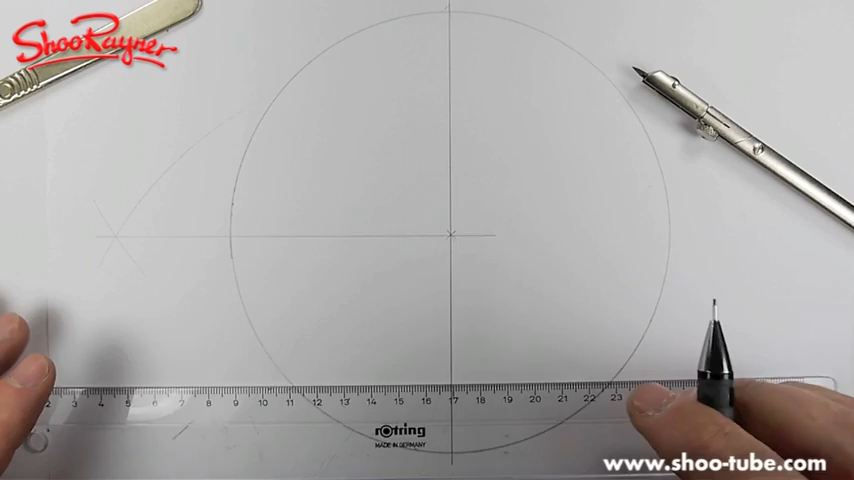 ShooRayner
2 3 4 5 6 7 8 9 10 11 12 13 14 15 16 17 18 19 20 21 22 23
rotring
MADE IN GERMANY
www.shoo-tube.com